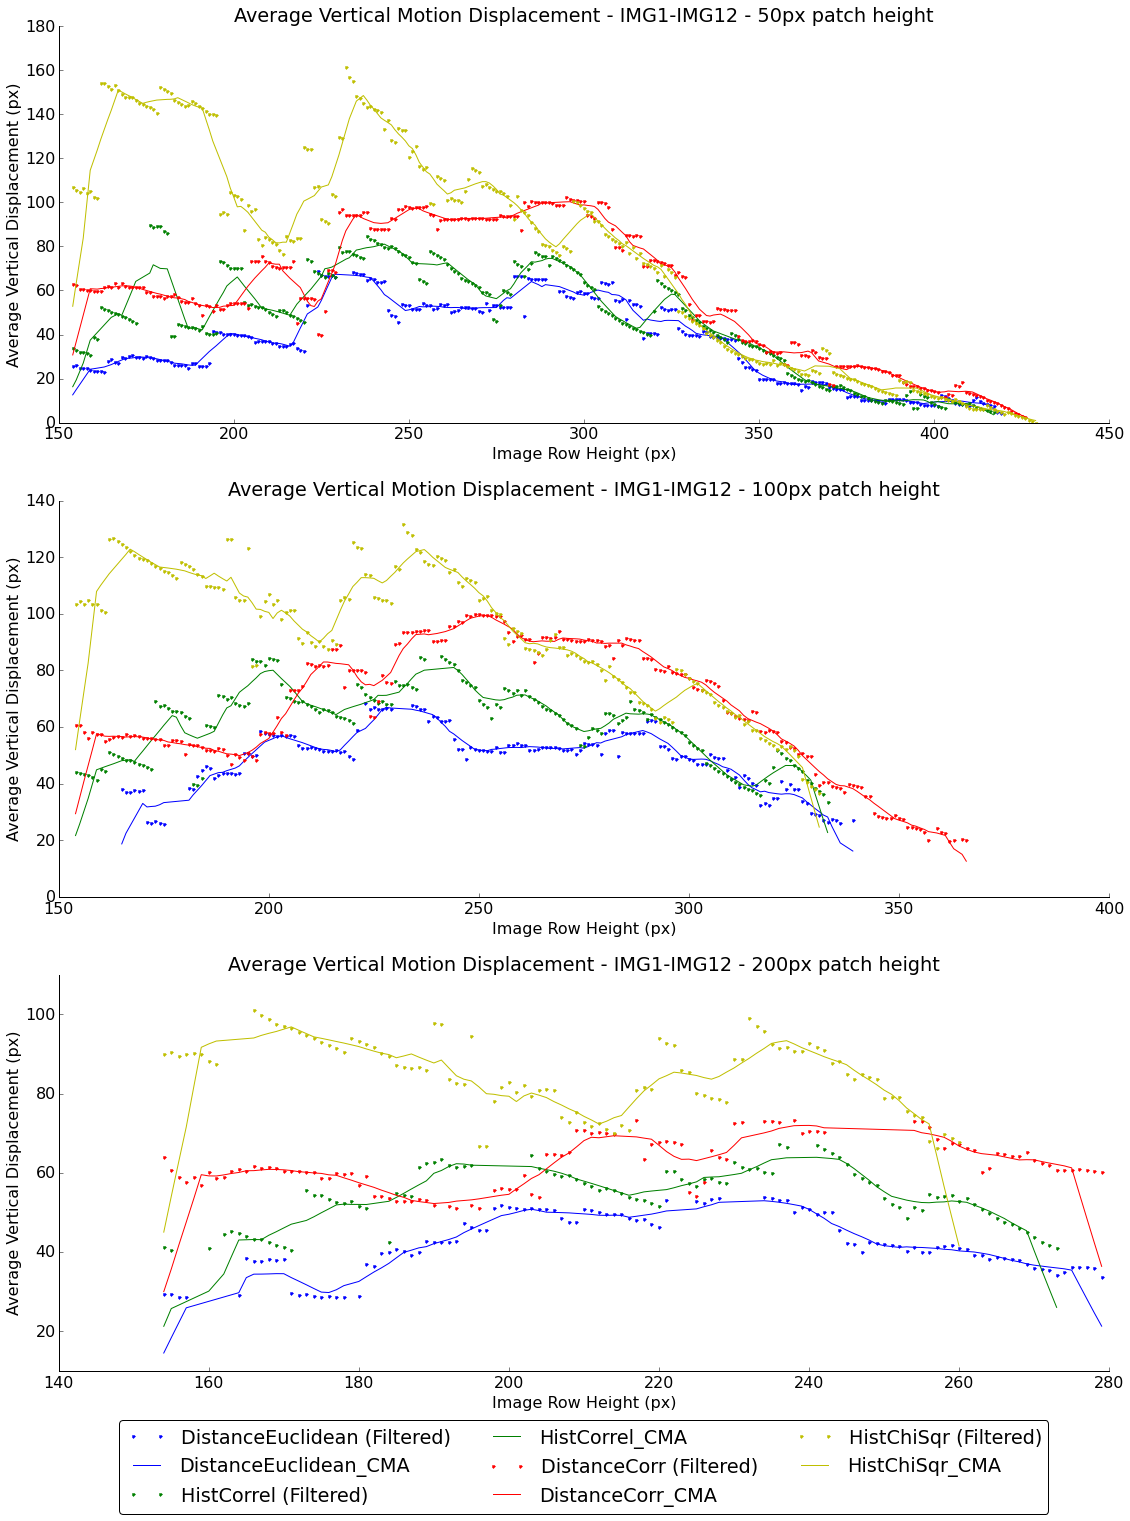 Average Vertical Motion Displacement - IMG1-IMG12 - 50px patch height
180
160
140
120
100
80
60
40
20
0
Average Vertical Displacement (px)
150 200 250 300 350 400 450
Image Row Height (px)
Average Vertical Motion Displacement - IMG1-IMG12 - 100px patch height
140
120
100
80
60
40
20
0
Average Vertical Displacement (px)
150 200 250 300 350 400
Image Row Height (px)
Average Vertical Motion Displacement - IMG1-IMG12 - 200px patch height
100
80
60
40
20
Average Vertical Displacement (px)
140 160 180 200 220 240 260 280
Image Row Height (px)
DistanceEuclidean (Filtered) HistCorrel_CMA HistChiSqr (Filtered)
DistanceEuclidean_CMA DistanceCorr (Filtered) HistChiSqr_CMA
HistCorrel (Filtered) DistanceCorr_CMA